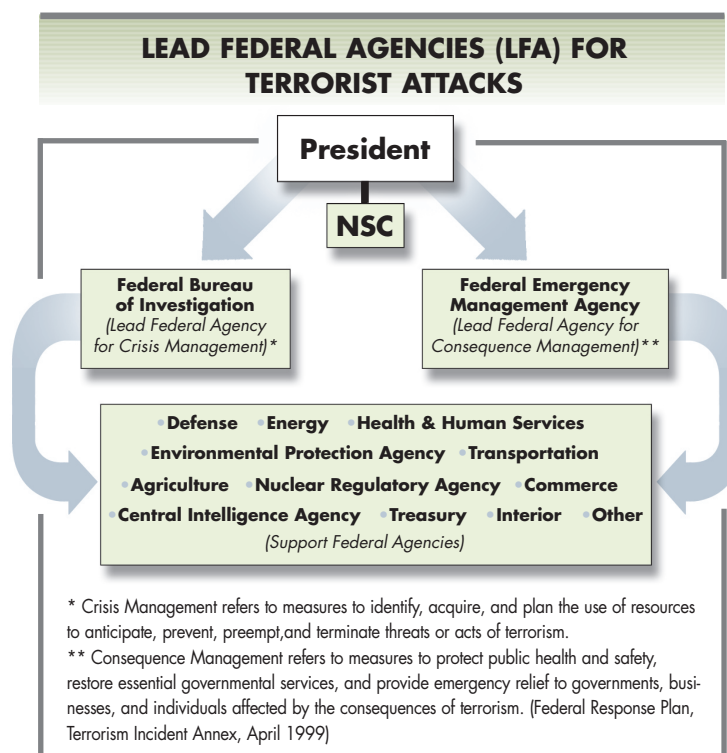 LEAD FEDERAL AGENCIES (LFA) FOR
TERRORIST ATTACKS
President
NSC
Federal Bureau
of Investigation
(Lead Federal Agency
for Crisis Management)*
Federal Emergency
Management Agency
(Lead Federal Agency for
Consequence Management)**
•Defense •Energy •Health & Human Services
•Environmental Protection Agency •Transportation
•Agriculture •Nuclear Regulatory Agency •Commerce
•Central Intelligence Agency •Treasury •Interior •Other
(Support Federal Agencies)
* Crisis Management refers to measures to identify, acquire, and plan the use of resources
to anticipate, prevent, preempt,and terminate threats or acts of terrorism.
** Consequence Management refers to measures to protect public health and safety,
restore essential governmental services, and provide emergency relief to governments, busi-
nesses, and individuals affected by the consequences of terrorism. (Federal Response Plan,
Terrorism Incident Annex, April 1999)